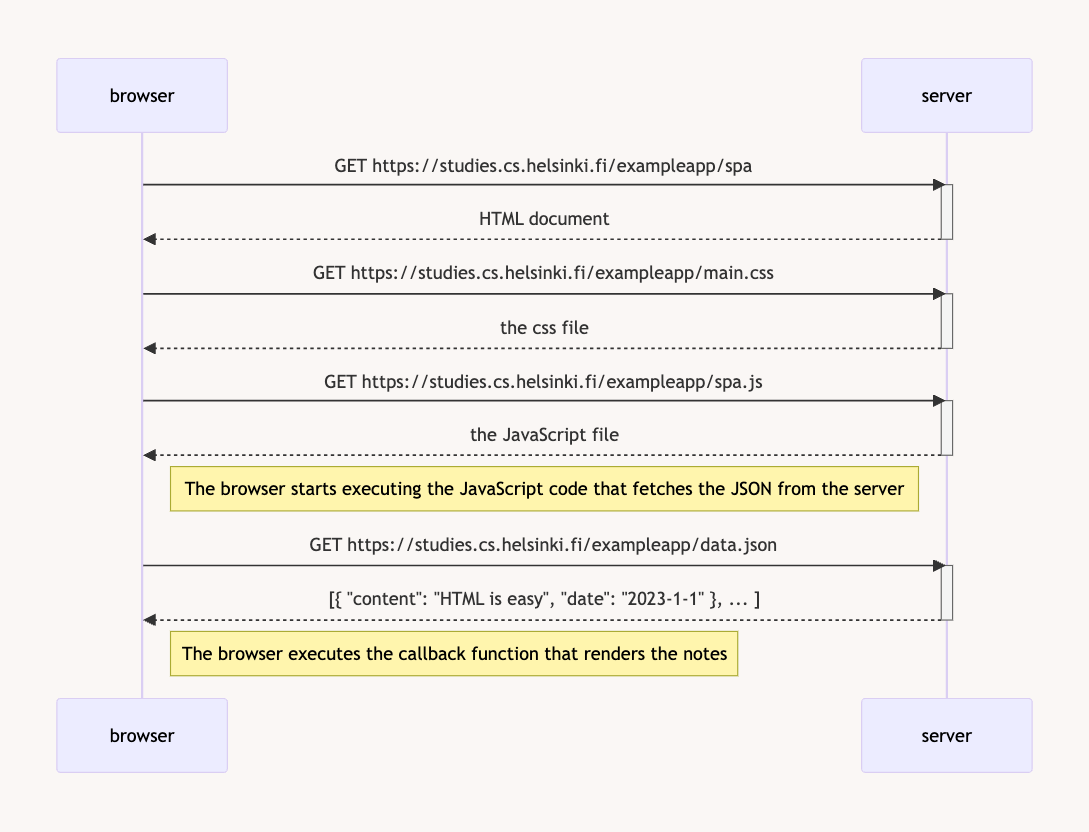 browser
server
GET https://studies.cs.helsinki.fi/exampleapp/spa
HTML document
GET https://studies.cs.helsinki.fi/exampleapp/main.css
the css file
GET https://studies.cs.helsinki.fi/exampleapp/spa.js
the JavaScript file
The browser starts executing the JavaScript code that fetches the JSON from the server
GET https://studies.cs.helsinki.fi/exampleapp/data.json
[{ "content": "HTML is easy", "date": "2023-1-1" }, ... ]
The browser executes the callback function that renders the notes
browser
server